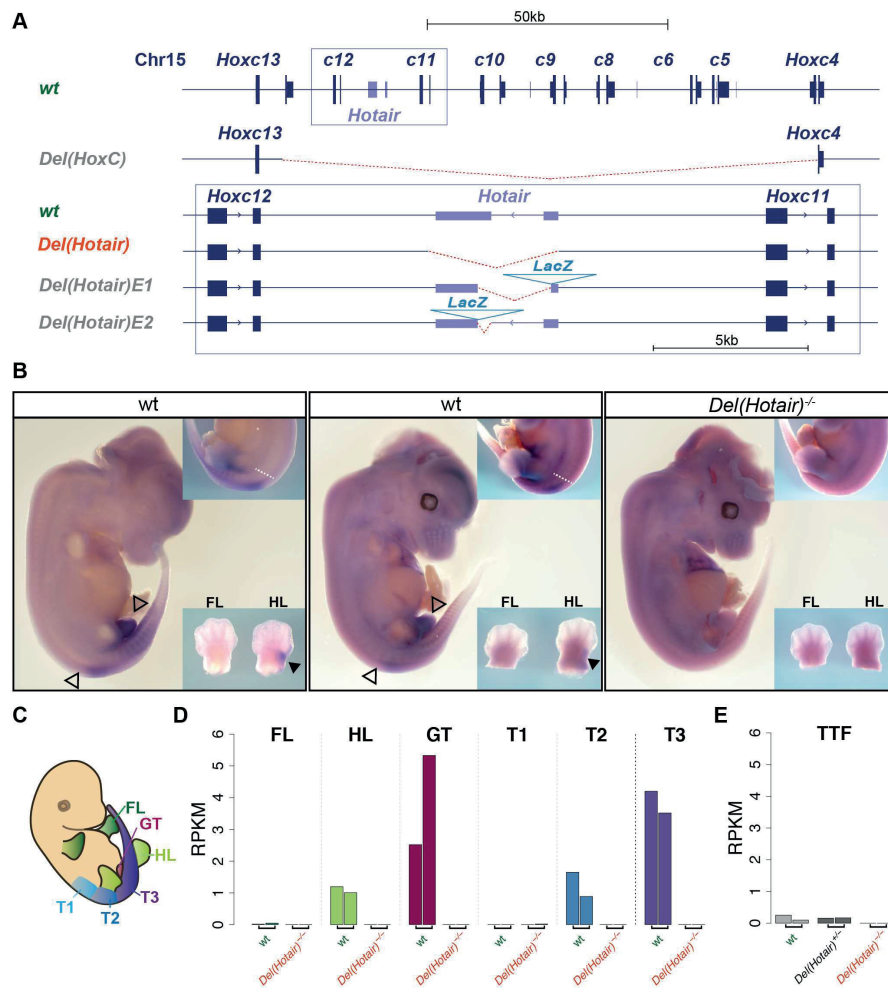 A
50kb
Chr15 Hoxc13 c12 c11 c10 c9 c8 c6 c5 Hoxc4
wt
Hotair
Hoxc13 Hoxc4
Del(HoxC)
Hoxc12 Hotair Hoxc11
wt
Del(Hotair)
LacZ
Del(Hotair)E1
LacZ
Del(Hotair)E2
5kb
B
wt wt Del(Hotair)-/-
FL HL FL HL FL HL
C D E
FL HL GT T1 T2 T3 TTF
FL
GT
HL
T3
T1
T2
RPKM
6
5
4
3
2
1
0
wt Del(Hotair)-/- wt Del(Hotair)-/- wt Del(Hotair)-/- wt Del(Hotair)-/- wt Del(Hotair)-/- wt Del(Hotair)-/-
RPKM
6
5
4
3
2
1
0
wt Del(Hotair)+/- Del(Hotair)-/-